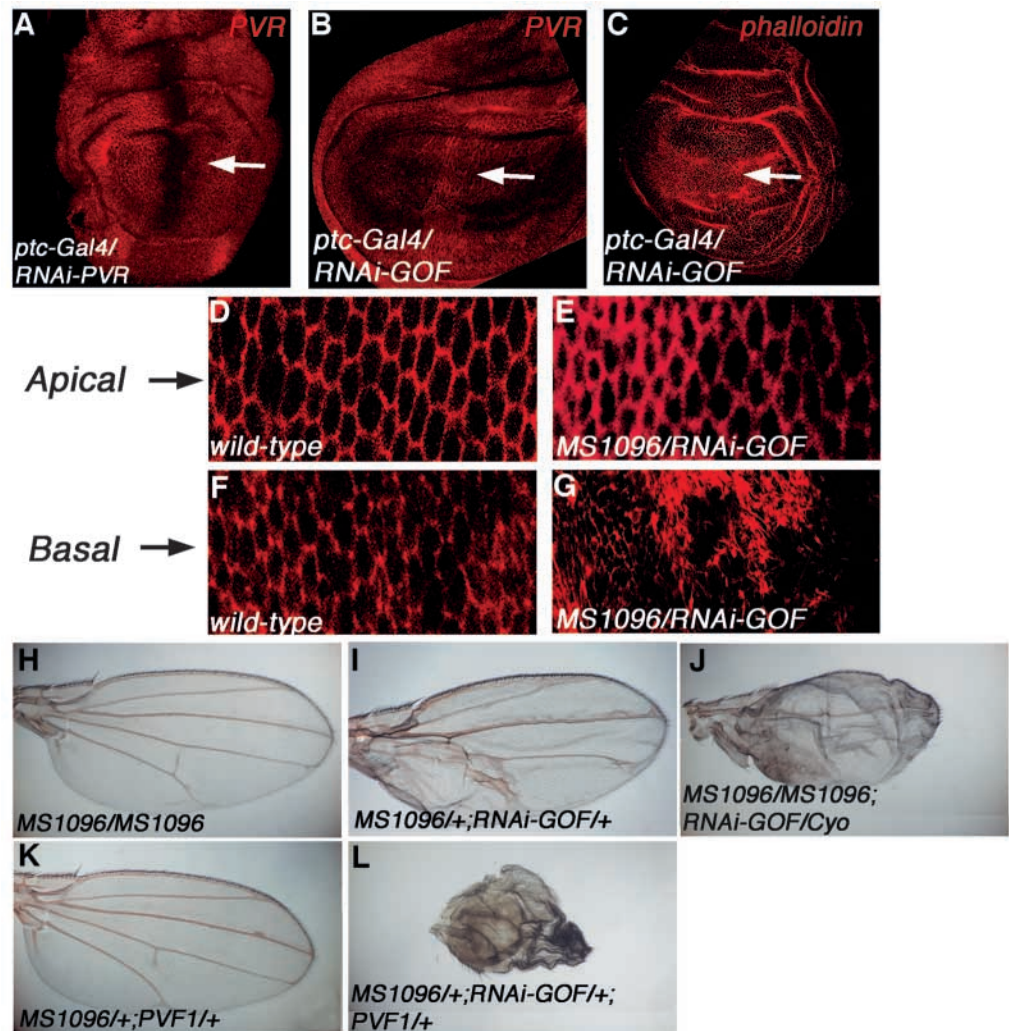 A
PVR
ptc-Gal4/
RNAi-PVR
B
PVR
ptc-Gal4/
RNAi-GOF
C
phalloidin
ptc-Gal4/
RNAi-GOF
Apical
D
wild-type
E
MS1096/RNAi-GOF
Basal
F
wild-type
G
MS1096/RNAi-GOF
H
MS1096/MS1096
I
MS1096/+;RNAi-GOF/+
J
MS1096/MS1096;
RNAi-GOF/Cyo
K
MS1096/+;PVF1/+
L
MS1096/+;RNAi-GOF/+;
PVF1/+